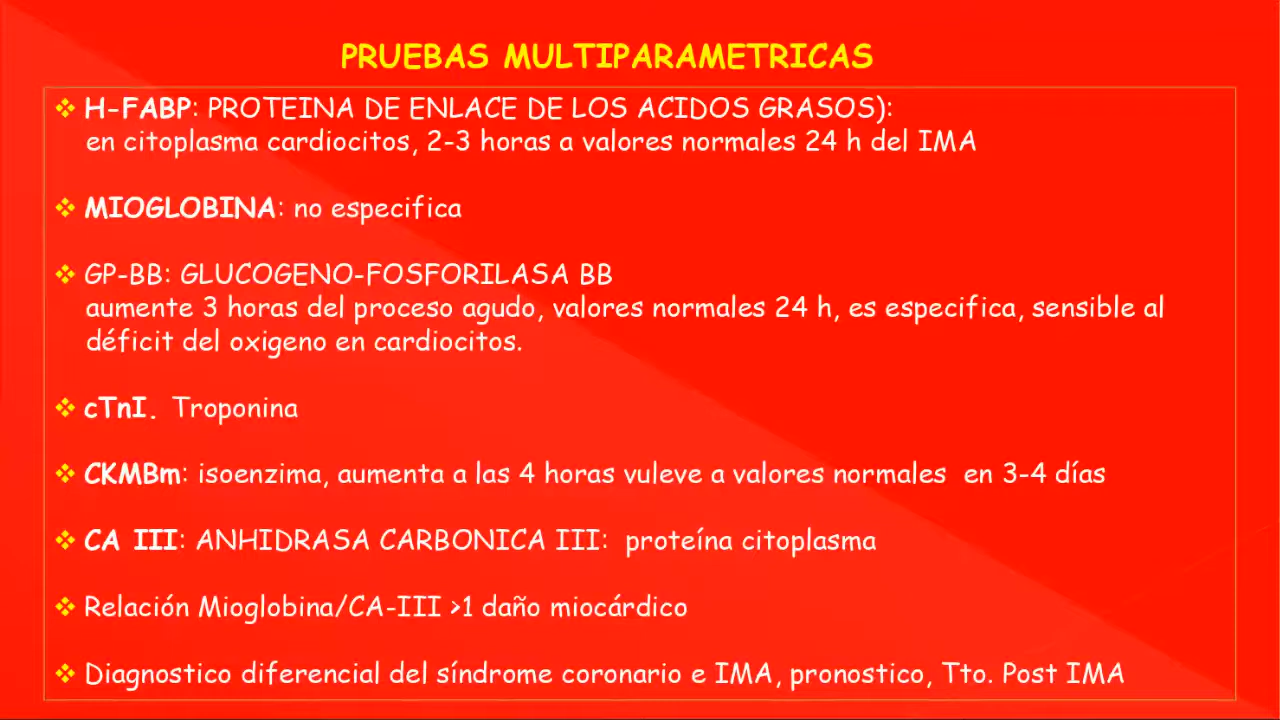 PRUEBAS MULTIPARAMETRICAS
❖ H-FABP: PROTEINA DE ENLACE DE LOS ACIDOS GRASOS):
en citoplasma cardiocitos, 2-3 horas a valores normales 24 h del IMA
❖ MIOGLOBINA: no especifica
❖ GP-BB: GLUCOGENO-FOSFORILASA BB
aumente 3 horas del proceso agudo, valores normales 24 h, es especifica, sensible al
déficit del oxigeno en cardiocitos.
❖ cTnI. Troponina
❖ CKMBm: isoenzima, aumenta a las 4 horas vuleve a valores normales en 3-4 días
❖ CA III: ANHIDRASA CARBONICA III: proteína citoplasma
❖ Relación Mioglobina/CA-III >1 daño miocárdico
❖ Diagnostico diferencial del síndrome coronario e IMA, pronostico, Tto. Post IMA